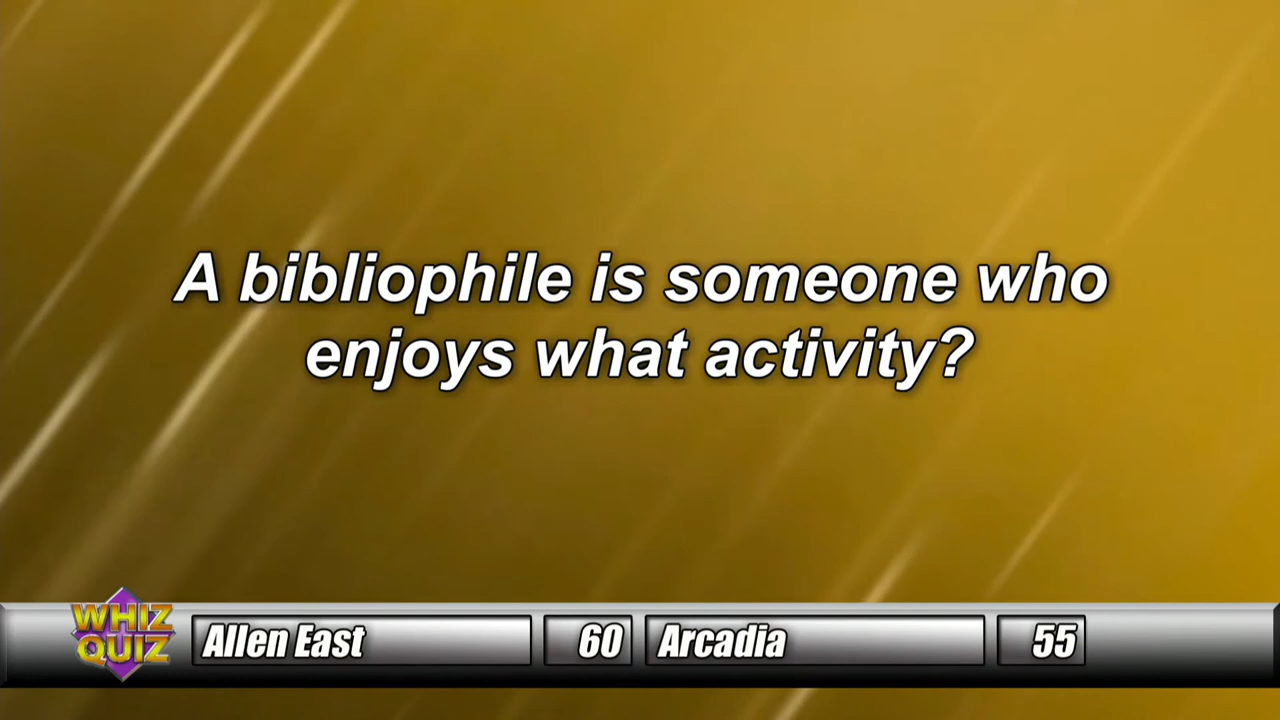 A bibliophile is someone who
enjoys what activity?
WHIZ
QUIZ
Allen East 60 Arcadia 55